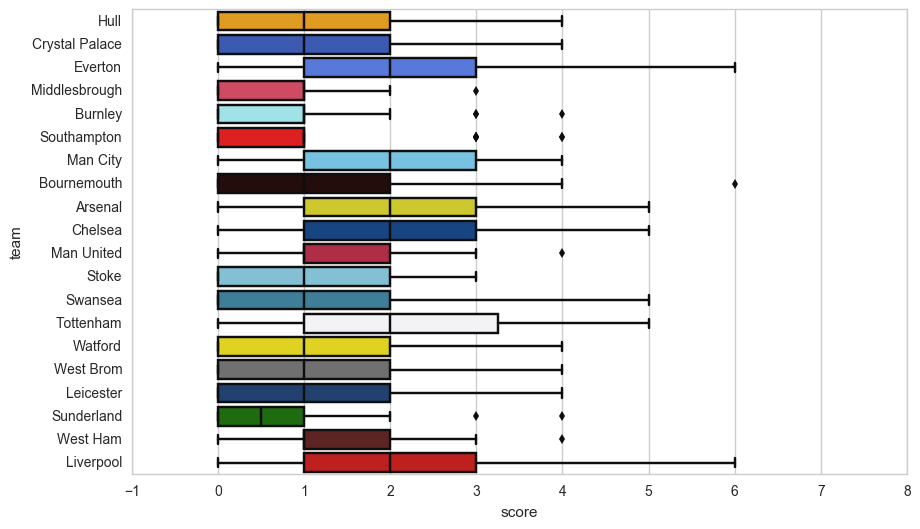 Hull
Crystal Palace
Everton
Middlesbrough
Burnley
Southampton
Man City
Bournemouth
Arsenal
Chelsea
Man United
Stoke
Swansea
Tottenham
Watford
West Brom
Leicester
Sunderland
West Ham
Liverpool
team
−1 0 1 2 3 4 5 6 7 8
score